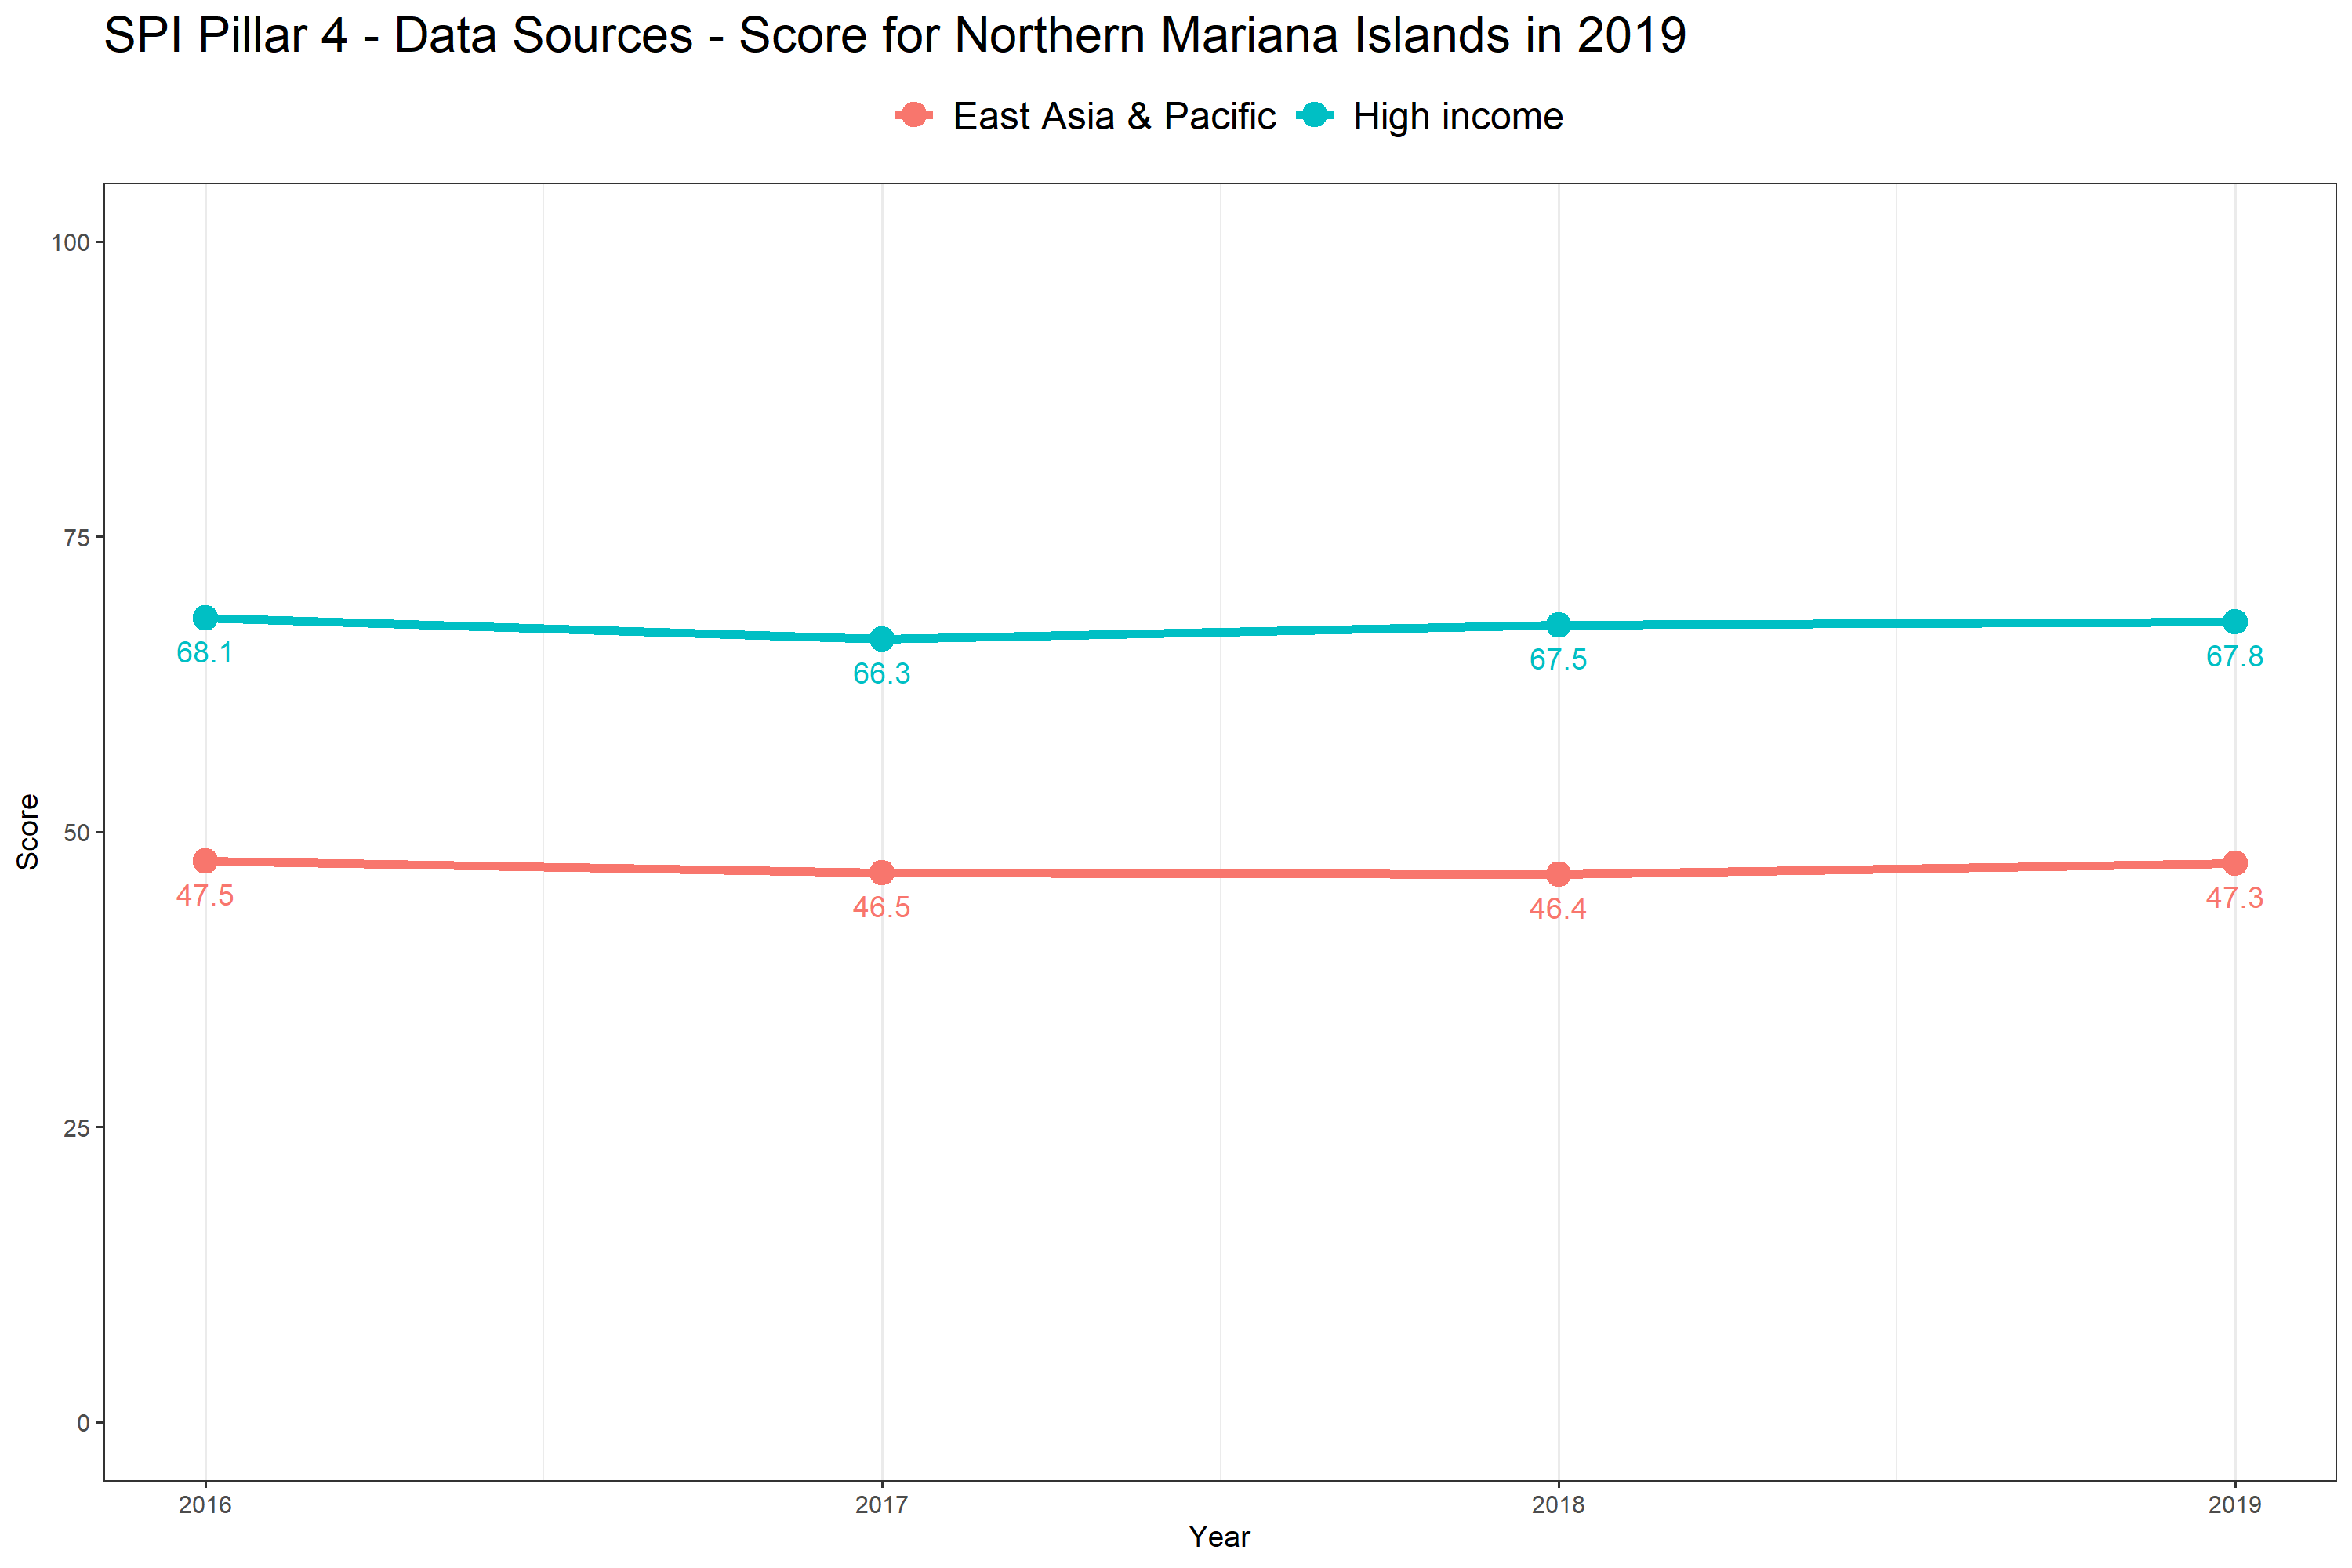 SPI Pillar 4 - Data Sources - Score for Northern Mariana Islands in 2019
East Asia & Pacific High income
100
75
68.1
66.3
67.5
67.8
Score
50
47.5
46.5
46.4
47.3
25
0
2016 2017 2018 2019
Year